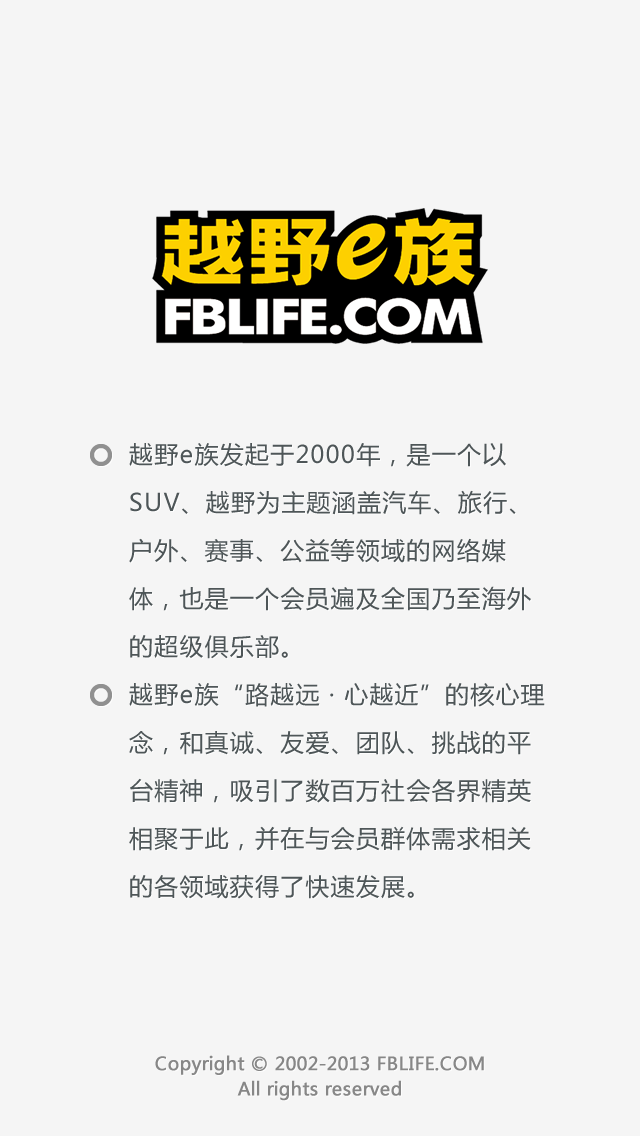 越野e族
FBLIFE.COM
越野e族发起于2000年，是一个以
SUV、越野为主题涵盖汽车、旅行、
户外、赛事、公益等领域的网络媒
体，也是一个会员遍及全国乃至海外
的超级俱乐部。
越野e族“路越远·心越近”的核心理
念，和真诚、友爱、团队、挑战的平
台精神，吸引了数百万社会各界精英
相聚于此，并在与会员群体需求相关
的各领域获得了快速发展。
Copyright © 2002-2013 FBLIFE.COM
All rights reserved